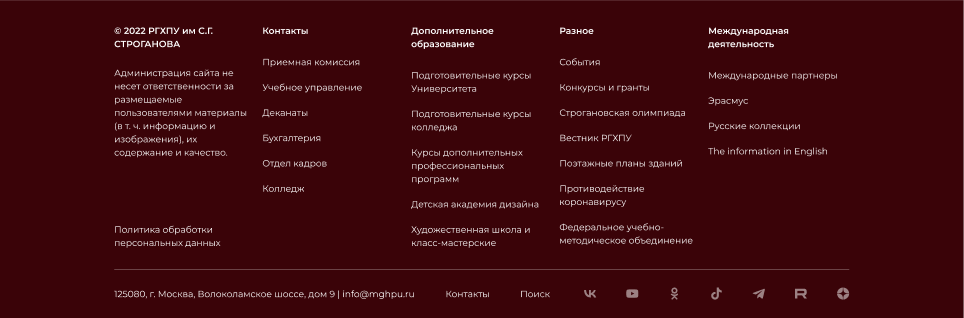 © 2022 РГХПУ им С.Г.
СТРОГАНОВА
Администрация сайта не
несет ответственности за
размещаемые
пользователями материалы
(в т. ч. информацию и
изображения), их
содержание и качество.
Политика обработки
персональных данных
Контакты
Приемная комиссия
Учебное управление
Деканаты
Бухгалтерия
Отдел кадров
Колледж
Дополнительное
образование
Подготовительные курсы
Университета
Подготовительные курсы
колледжа
Курсы дополнительных
профессиональных
программ
Детская академия дизайна
Художественная школа и
класс-мастерские
Разное
События
Конкурсы и гранты
Строгановская олимпиада
Вестник РГХПУ
Поэтажные планы зданий
Противодействие
коронавирусу
Федеральное учебно-
методическое объединение
Международная
деятельность
Международные партнеры
Эрасмус
Русские коллекции
The information in English
125080, г. Москва, Волоколамское шоссе, дом 9 | info@mghpu.ru
Контакты
Поиск